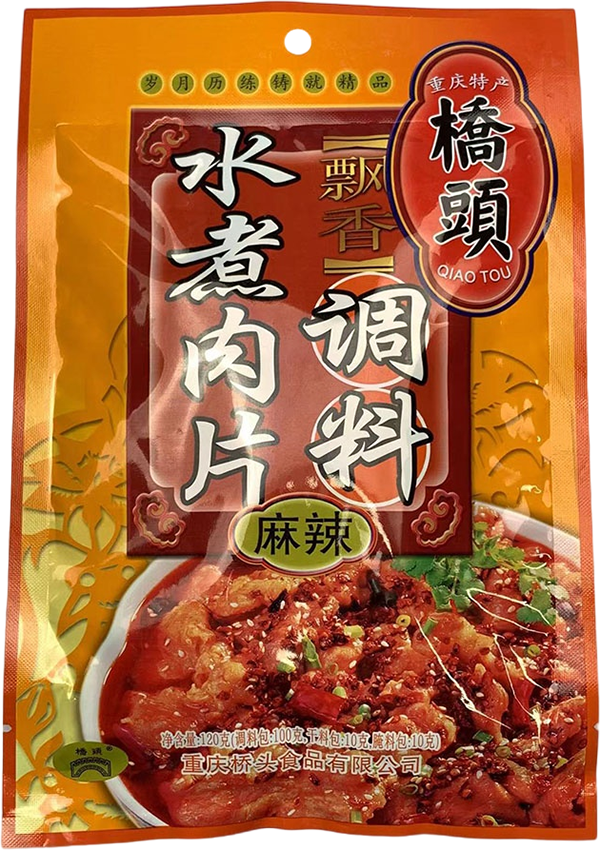 岁月历练铸就精品
重庆特产
橋頭
QIAO TOU
【飘香】
水煮肉片
调料
麻辣
净含量:120克(调料包:100克,干料包:10克,腌料包:10克)
重庆桥头食品有限公司
橋頭®